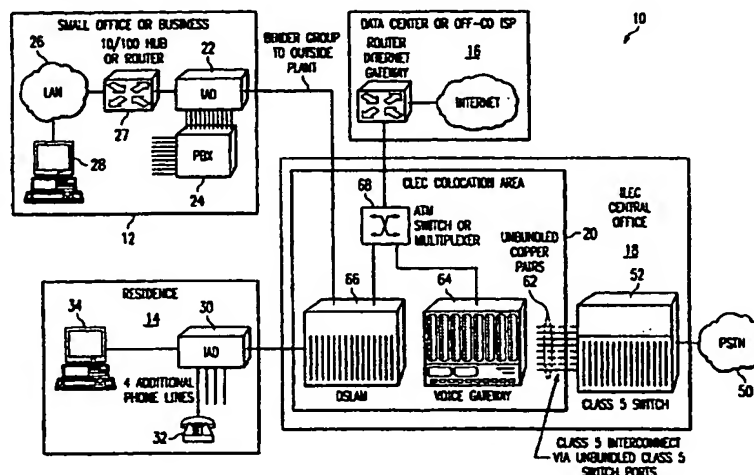 SMALL OFFICE OR BUSINESS
26
10/100 HUB
OR ROUTER
22
LAN
IAD
27
28
PBX
24
12
BINDER GROUP
TO OUTSIDE
PLANT
DATA CENTER OR OFF-CO ISP
ROUTER
INTERNET
GATEWAY
16
INTERNET
10
CLEC COLOCATION AREA
68
ATM
SWITCH OR
MULTIPLEXER
UNBUNDLED
COPPER
PAIRS
62
20
ILEC
CENTRAL
OFFICE
18
52
66
64
DSLAM
VOICE GATEWAY
CLASS 5 SWITCH
PSTN
50
RESIDENCE
34
14
30
IAD
4 ADDITIONAL
PHONE LINES
32
CLASS 5 INTERCONNECT
VIA UNBUNDLED CLASS 5
SWITCH PORTS